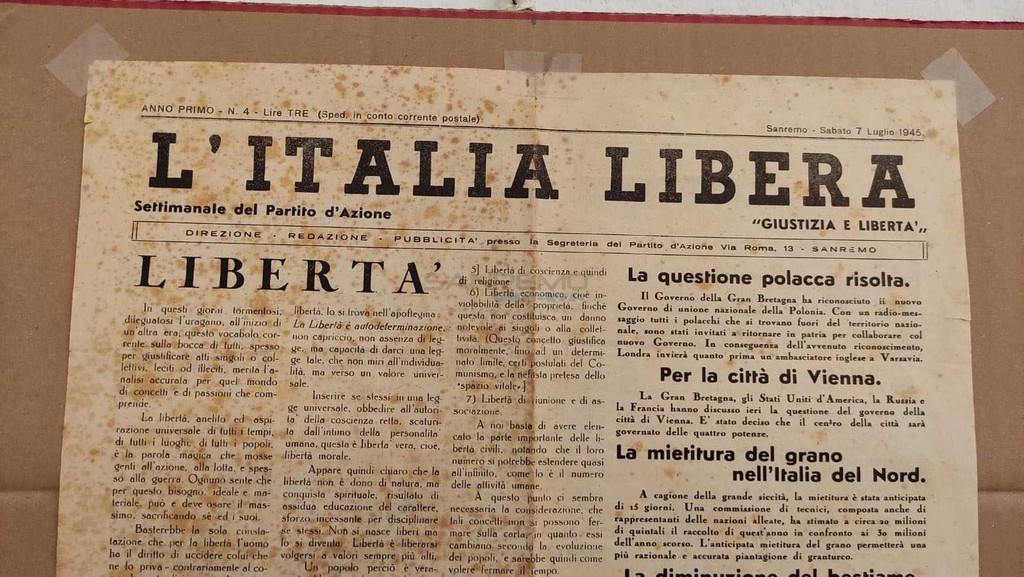 ANNO PRIMO - N. 4 - Lire TRE (Sped. in conto corrente postale)
Sanremo - Sabato 7 Luglio 1945.
L'ITALIA LIBERA
Settimanale del Partito d'Azione
"GIUSTIZIA E LIBERTA',,
DIREZIONE - REDAZIONE - PUBBLICITA' presso la Segreteria del Partito d'Azione Via Roma, 13 - SANREMO
LIBERTA'
In questi giorni tormentosi,
dileguatosi l'uragano, all'inizio di
un'altra era, questo vocabolo cor-
rente sulla bocca di tutti, spesso
per giustificare atti singoli o col-
lettivi, leciti od illeciti, merita l'a-
nalisi accurata per quel mondo
di concetti e di passioni che com-
prende.
La libertà, anelito ed aspi-
razione universale di tutti i tempi,
di tutti i luoghi, di tutti i popoli,
è la parola magica che mosse
genti all'azione, alla lotta, e spes-
so alla guerra. Ognuno sente che
per questo bisogno, ideale e ma-
teriale, può e deve osare il mas-
simo, sacrificando sé ed i suoi.
Basterebbe la sola consta-
tazione che per la libertà l'uomo
ha il diritto di uccidere colui che
ne lo priva - contrariamente al co-
libertà, lo si trova nell'apoftegma:
La Libertà è autodeterminazione,
non capriccio, non assenza di leg-
ge, ma capacità di darci una leg-
ge tale, che non miri all'individua-
lità, ma verso un valore univer-
sale.
Inserire se stessi in una leg-
ge universale, obbedire all'autori-
ta' della coscienza retta, scaturi-
ta dall'intimo della personalità
umana, questa è liberta' vera, cioè,
libertà morale.
Appare quindi chiaro che la
libertà non è dono di natura, ma
conquista spirituale, risultato di
assidua educazione del carattere,
sforzo incessante per disciplinare
se stessi. Non si nasce liberi ma
lo si diventa. Libertà è liberarsi
volgersi a valori sempre più alti.
Un popolo perciò è vera-
5) Libertà di coscienza e quindi
di religione
6) Libertà economico, cioè in-
violabilità della proprietà, finchè
questa non costituisca un danno
notevole ai singoli o alla collet-
tività. (Questo concetto giustifica
moralmente, fino ad un determi-
nato limite, certi postulati del Co-
munismo, e la nefasta pretesa dello
"spazio vitale„)
7) Libertà di riunione e di as-
sociazione.
A noi basta di avere elen-
cato la parte importante delle li-
bertà civili, notando che il loro
numero si potrebbe estendere quasi
all'infinito, come lo è il numero
delle attività umane.
A questo punto ci sembra
necessaria la considerazione, che
tali concetti non si possono fer-
mare sulla carta, in quanto essi
cambiano secondo la evoluzione
dei popoli, e sarebbe quindi come
volere fermare il tempo.
La questione polacca risolta.
Il Governo della Gran Bretagna ha riconosciuto il nuovo
Governo di unione nazionale della Polonia. Con un radio-mes-
saggio tutti i polacchi che si trovano fuori del territorio nazio-
nale, sono stati invitati a ritornare in patria per collaborare col
nuovo Governo. In conseguenza dell'avvenuto riconoscimento,
Londra invierà quanto prima un ambasciatore inglese a Varsavia.
Per la città di Vienna.
La Gran Bretagna, gli Stati Uniti d'America, la Russia e
la Francia hanno discusso ieri la questione del governo della
città di Vienna. E' stato deciso che il centro della città sarà
governato delle quattro potenze.
La mietitura del grano
nell'Italia del Nord.
A cagione della grande siccità, la mietitura è stata anticipata
di 15 giorni. Una commissione di tecnici, composta anche di
rappresentanti delle nazioni alleate, ha stimato a circa 20 milioni
di quintali il raccolto di quest'anno in confronto ai 30 milioni
dell'anno scorso. L'anticipata mietitura del grano permetterà una
più razionale e accurata piantagione di granturco.
La diminuzione del bestiame